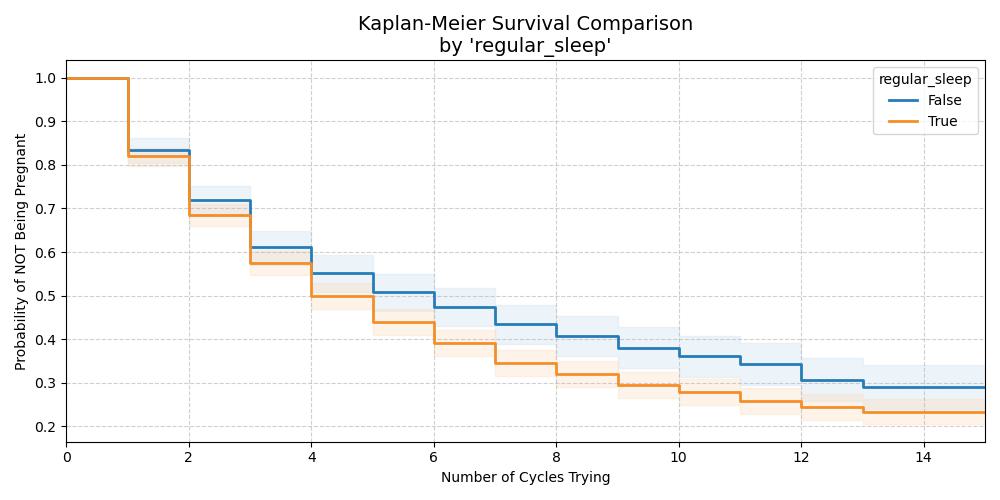 Kaplan-Meier Survival Comparison
by 'regular_sleep'
regular_sleep
False
True
Probability of NOT Being Pregnant
1.0
0.9
0.8
0.7
0.6
0.5
0.4
0.3
0.2
0 2 4 6 8 10 12 14
Number of Cycles Trying